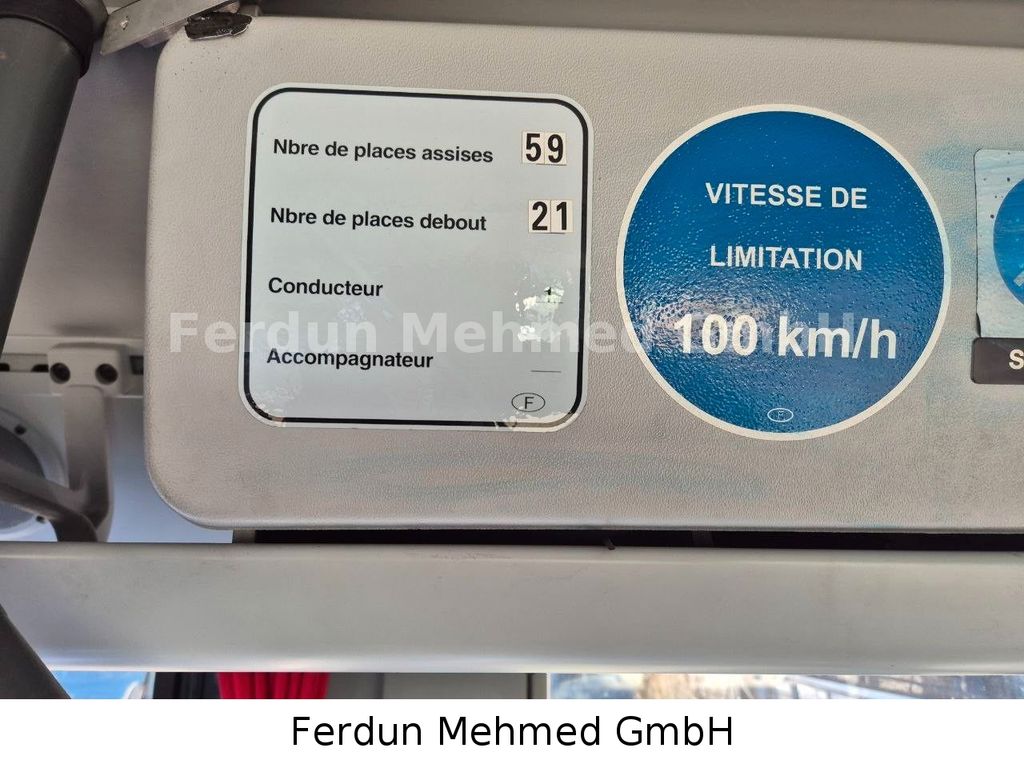 Nbre de places assises 59
Nbre de places debout 21
Conducteur
Accompagnateur
F
VITESSE DE
LIMITATION
100 km/h
S
Ferdun Mehmed GmbH
Ferdun Mehmed GmbH